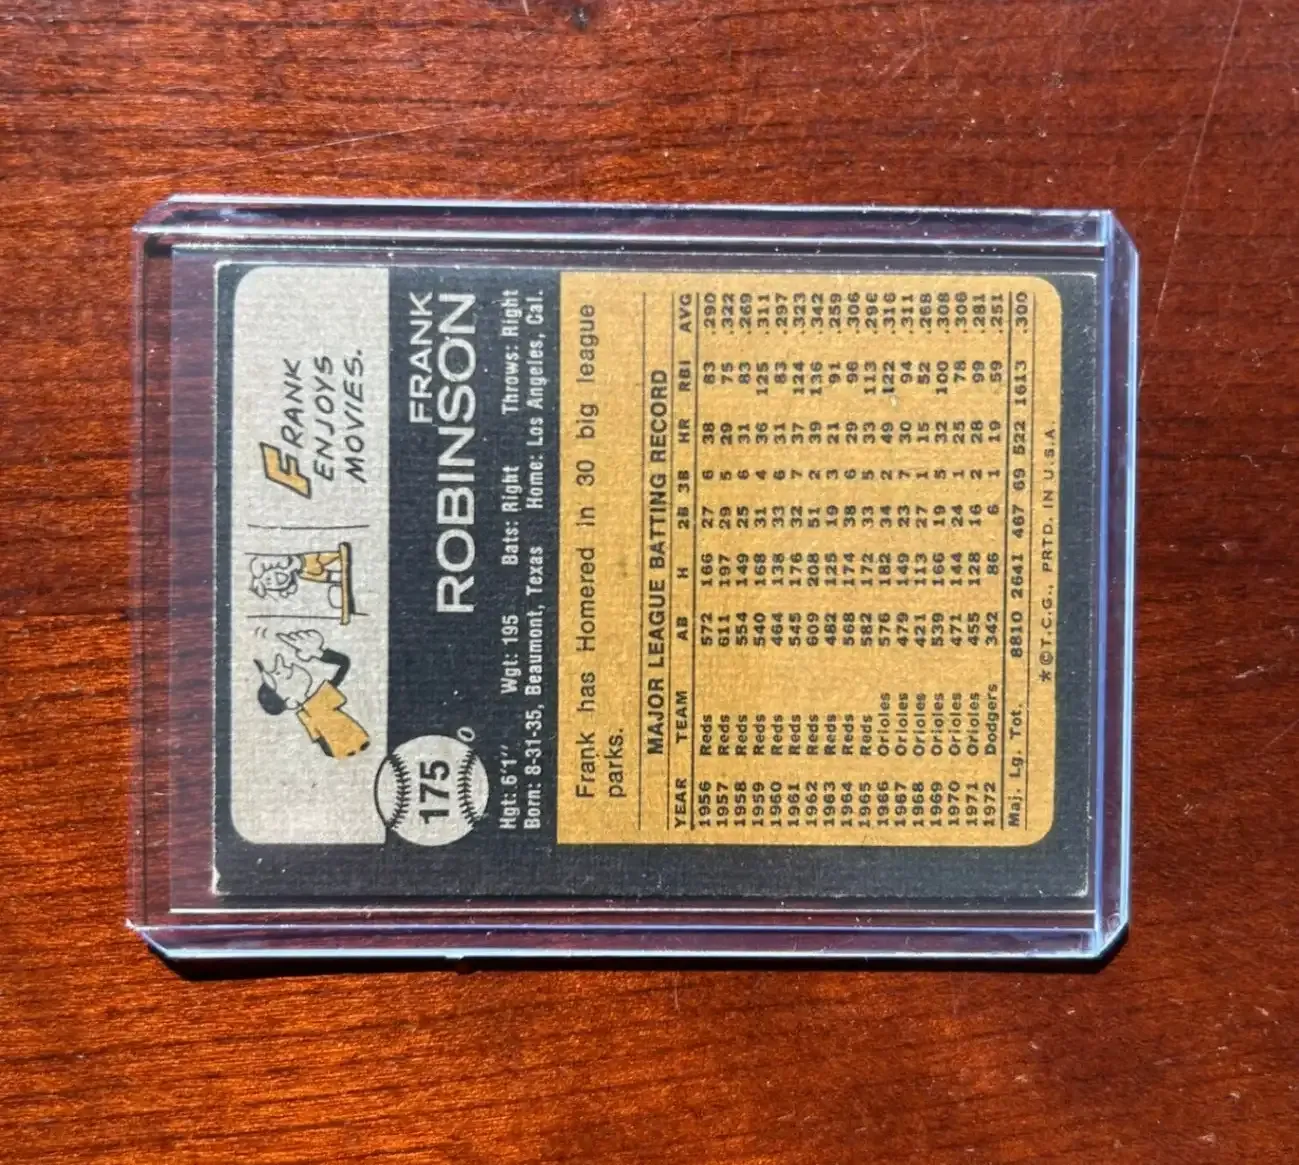 FRANK
ENJOYS
MOVIES.
175
FRANK
ROBINSON
Hgt: 6'1" Wgt: 195 Bats: Right Throws: Right
Born: 8-31-35, Beaumont, Texas Home: Los Angeles, Cal.
Frank has Homered in 30 big league
parks.
MAJOR LEAGUE BATTING RECORD
YEAR TEAM AB H 2B 3B HR RBI AVG
1956 Reds 572 166 27 6 38 83 .290
1957 Reds 611 197 29 5 29 75 .322
1958 Reds 554 149 25 6 31 83 .269
1959 Reds 540 168 31 4 36 125 .311
1960 Reds 464 138 33 6 31 83 .297
1961 Reds 545 176 32 7 37 124 .323
1962 Reds 609 208 51 2 39 136 .342
1963 Reds 482 125 19 3 21 91 .259
1964 Reds 568 174 38 6 29 96 .306
1965 Reds 582 172 33 5 33 113 .296
1966 Orioles 576 182 34 2 49 122 .316
1967 Orioles 479 149 23 7 30 94 .311
1968 Orioles 421 113 27 1 15 52 .268
1969 Orioles 539 166 19 5 32 100 .308
1970 Orioles 471 144 24 1 25 78 .306
1971 Orioles 455 128 16 2 28 99 .281
1972 Dodgers 342 86 6 1 19 59 .251
Maj. Lg. Tot. 8810 2641 467 69 522 1613 .300
*©T.C.G., PRTD. IN U.S.A.